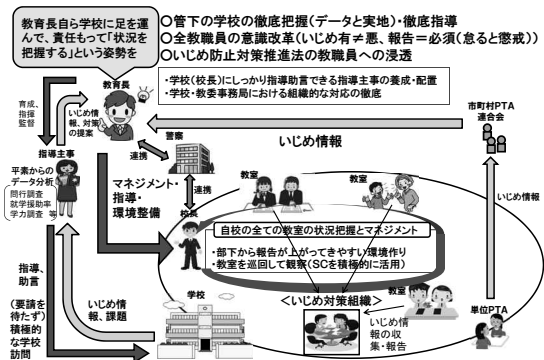 教育長自ら学校に足を運
んで、責任もって「状況を
把握する」という姿勢を
○管下の学校の徹底把握(データと実地)・徹底指導
○全教職員の意識改革(いじめ有≠悪、報告=必須(怠ると懲戒))
○いじめ防止対策推進法の教職員への浸透
・学校(校長)にしっかり指導助言できる指導主事の養成・配置
・学校・教委事務局における組織的な対応の徹底
教育長
育成、
指揮
監督
いじめ情
報、対策
の提案
指導主事
平素からの
データ分析
問行調査
就学援助率
学力調査 等
警察
連携
連携
いじめ情報
市町村PTA
連合会
マネジメント・
指導・
環境整備
校長
教室
教室
いじめ情報
自校の全ての教室の状況把握とマネジメント
・部下から報告が上がってきやすい環境作り
・教室を巡回して観察(SCを積極的に活用)
指導、
助言
(要請を
待たず)
積極的
な学校
訪問
いじめ情
報、課題
学校
<いじめ対策組織>
教室
いじめ情
報の収
集・報告
単位PTA